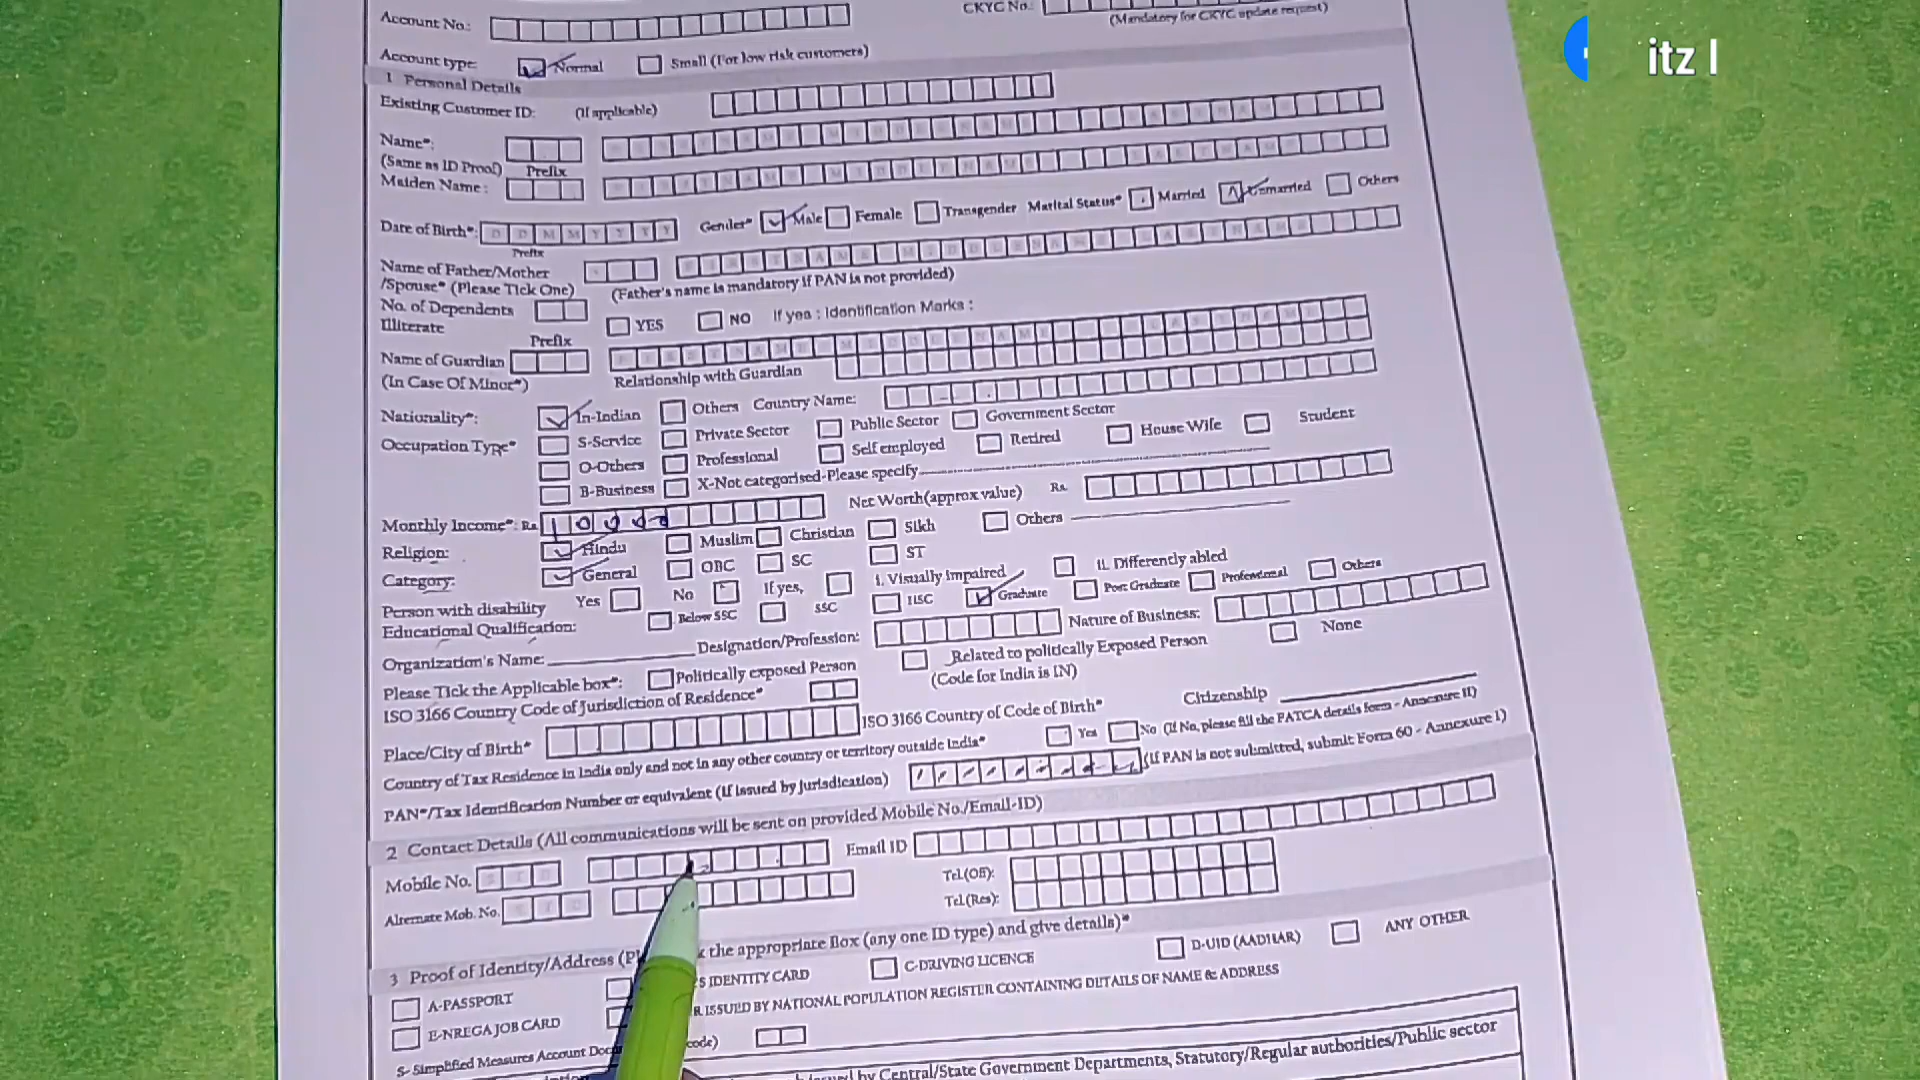 Account No.: CKYC No.:
(Mandatory for CKYC update request)
Account type: Normal Small (For low risk customers)
1 Personal Details
Existing Customer ID: (If applicable)
Name*:
(Same as ID Proof) Prefix
Maiden Name :
Date of Birth*: D D M M Y Y Y Y Gender* Male Female Transgender Marital Status* Married Unmarried Others
Prefix
Name of Father/Mother
/Spouse* (Please Tick One) (Father's name is mandatory if PAN is not provided)
No. of Dependents
Illiterate YES NO If yes : Identification Marks :
Prefix
Name of Guardian
(In Case Of Minor*) Relationship with Guardian
Nationality*: In-Indian Others Country Name:
Occupation Type* S-Service Private Sector Public Sector Government Sector
O-Others Professional Self employed Retired House Wife Student
B-Business X-Not categorised-Please specify
Monthly Income*: Rs. 10000 Net Worth(approx value) Rs.
Religion: Hindu Muslim Christian Sikh Others
Category: General OBC SC ST
Person with disability Yes No If yes, i. Visually Impaired ii. Differently abled
Educational Qualification: Below SSC SSC HSC Graduate Post Graduate Professional Others
Organization's Name: Designation/Profession: Nature of Business:
Please Tick the Applicable box*: Politically exposed Person Related to politically Exposed Person None
ISO 3166 Country Code of Jurisdiction of Residence* (Code for India is IN)
Place/City of Birth* ISO 3166 Country of Code of Birth* Citizenship
Country of Tax Residence in India only and not in any other country or territory outside India* Yes No (If No, please fill the FATCA details form - Annexure II)
PAN*/Tax Identification Number or equivalent (If issued by jurisdiction) (If PAN is not submitted, submit Form 60 - Annexure I)
2 Contact Details (All communications will be sent on provided Mobile No./Email-ID)
Mobile No. Email ID
Alternate Mob. No. Tel.(Off):
Tel.(Res):
3 Proof of Identity/Address the appropriate Box (any one ID type) and give details)*
A-PASSPORT IDENTITY CARD C-DRIVING LICENCE D-UID (AADHAR) ANY OTHER
E-NREGA JOB CARD ISSUED BY NATIONAL POPULATION REGISTER CONTAINING DETAILS OF NAME & ADDRESS
S- Simplified Measures Account code)
by Central/State Government Departments, Statutory/Regular authorities/Public sector
itz